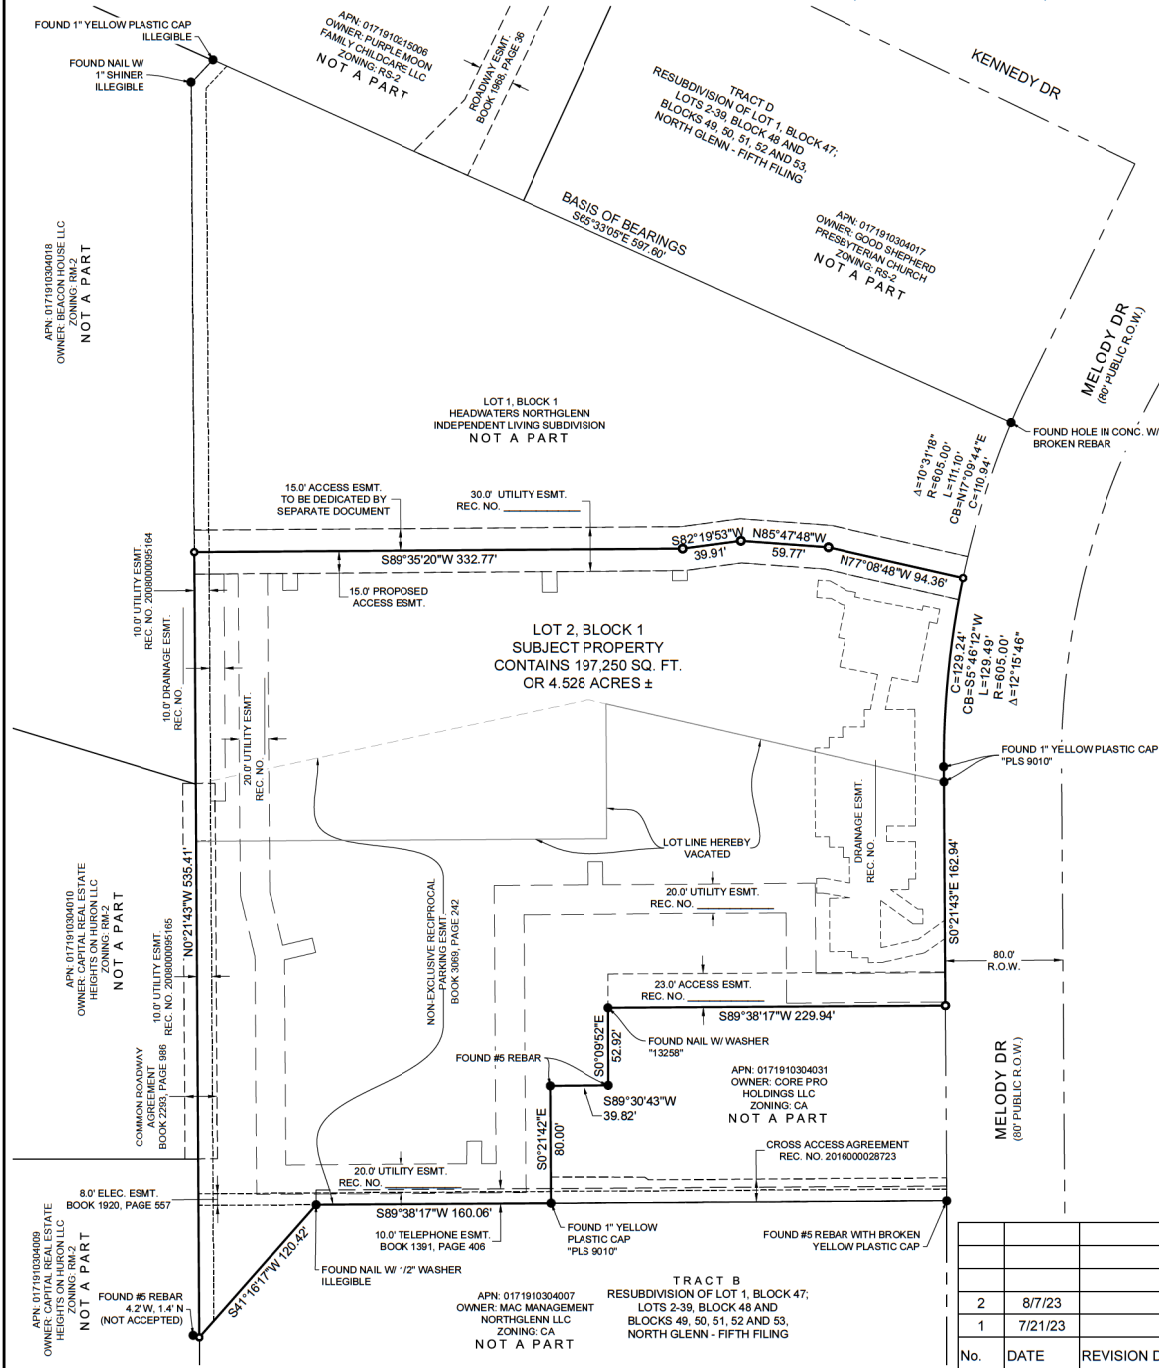 FOUND 1" YELLOW PLASTIC CAP
ILLEGIBLE
FOUND NAIL W/
1" SHINER
ILLEGIBLE
APN: 0171910215006
OWNER: PURPLE MOON
FAMILY CHILDCARE LLC
ZONING: RS-2
NOT A PART
ROADWAY ESMT.
BOOK 1968, PAGE 36
TRACT D
RESUBDIVISION OF LOT 1, BLOCK 47;
LOTS 2-39, BLOCK 48 AND
BLOCKS 49, 50, 51, 52 AND 53,
NORTH GLENN - FIFTH FILING
KENNEDY DR
BASIS OF BEARINGS
S65°33'05"E 597.60'
APN: 0171910304017
OWNER: GOOD SHEPHERD
PRESBYTERIAN CHURCH
ZONING: RS-2
NOT A PART
MELODY DR
(80' PUBLIC R.O.W.)
APN: 0171910304018
OWNER: BEACON HOUSE LLC
ZONING: RM-2
NOT A PART
LOT 1, BLOCK 1
HEADWATERS NORTHGLENN
INDEPENDENT LIVING SUBDIVISION
NOT A PART
FOUND HOLE IN CONC. W/
BROKEN REBAR
Δ=10°31'18"
R=605.00'
L=111.10'
CB=N17°09'44"E
C=110.94'
15.0' ACCESS ESMT.
TO BE DEDICATED BY
SEPARATE DOCUMENT
30.0' UTILITY ESMT.
REC. NO.
S89°35'20"W 332.77'
S82°19'53"W
39.91'
N85°47'48"W
59.77'
N77°08'48"W 94.36'
15.0' PROPOSED
ACCESS ESMT.
10.0' UTILITY ESMT.
REC. NO. 2008000095164
10.0' DRAINAGE ESMT.
REC. NO.
20.0' UTILITY ESMT.
REC. NO.
LOT 2, BLOCK 1
SUBJECT PROPERTY
CONTAINS 197,250 SQ. FT.
OR 4.528 ACRES ±
C=129.24'
CB=S5°46'12"W
L=129.49'
R=605.00'
Δ=12°15'46"
FOUND 1" YELLOW PLASTIC CAP
"PLS 9010"
LOT LINE HEREBY
VACATED
DRAINAGE ESMT.
REC. NO.
20.0' UTILITY ESMT.
REC. NO.
S0°21'43"E 162.94'
80.0'
R.O.W.
N0°21'43"W 535.41'
APN: 0171910304010
OWNER: CAPITAL REAL ESTATE
HEIGHTS ON HURON LLC
ZONING: RM-2
NOT A PART
10.0' UTILITY ESMT.
REC. NO. 2008000095165
NON-EXCLUSIVE RECIPROCAL
PARKING ESMT.
BOOK 3069, PAGE 242
23.0' ACCESS ESMT.
REC. NO.
S89°38'17"W 229.94'
FOUND NAIL W/ WASHER
"13258"
S0°09'52"E
52.92'
FOUND #5 REBAR
S89°30'43"W
39.82'
APN: 0171910304031
OWNER: CORE PRO
HOLDINGS LLC
ZONING: CA
NOT A PART
MELODY DR
(80' PUBLIC R.O.W.)
COMMON ROADWAY
AGREEMENT
BOOK 2293, PAGE 986
S0°21'42"E
80.00'
CROSS ACCESS AGREEMENT
REC. NO. 2016000028723
20.0' UTILITY ESMT.
REC. NO.
8.0' ELEC. ESMT.
BOOK 1920, PAGE 557
S89°38'17"W 160.06'
10.0' TELEPHONE ESMT.
BOOK 1391, PAGE 406
FOUND 1" YELLOW
PLASTIC CAP
"PLS 9010"
FOUND #5 REBAR WITH BROKEN
YELLOW PLASTIC CAP
S41°16'17"W 120.42'
FOUND NAIL W/ 1/2" WASHER
ILLEGIBLE
APN: 0171910304009
OWNER: CAPITAL REAL ESTATE
HEIGHTS ON HURON LLC
ZONING: RM-2
NOT A PART
FOUND #5 REBAR
4.2' W, 1.4' N
(NOT ACCEPTED)
APN: 0171910304007
OWNER: MAC MANAGEMENT
NORTHGLENN LLC
ZONING: CA
NOT A PART
TRACT B
RESUBDIVISION OF LOT 1, BLOCK 47;
LOTS 2-39, BLOCK 48 AND
BLOCKS 49, 50, 51, 52 AND 53,
NORTH GLENN - FIFTH FILING
2 8/7/23
1 7/21/23
No. DATE REVISION D